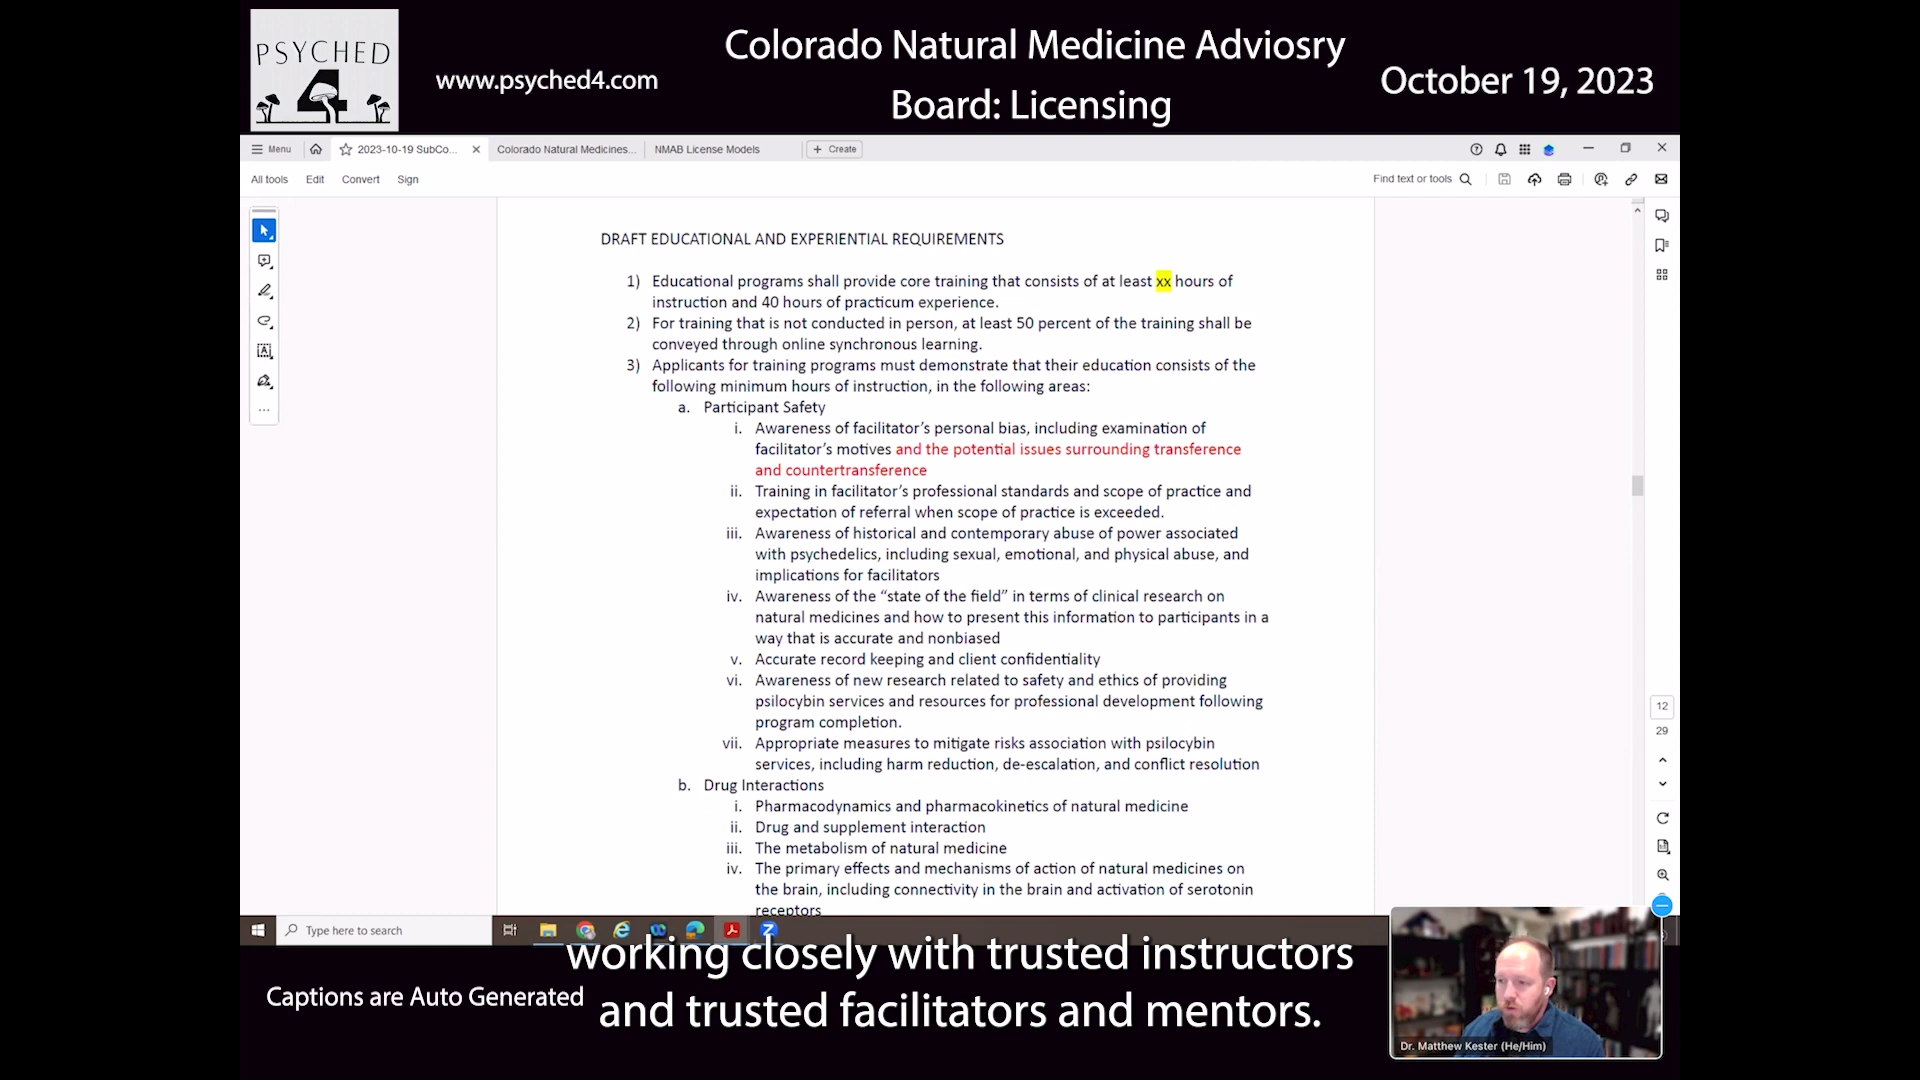 PSYCHED
4
www.psyched4.com
Colorado Natural Medicine Adviosry
Board: Licensing
October 19, 2023
Menu
2023-10-19 SubCo...
Colorado Natural Medicines...
NMAB License Models
+ Create
All tools
Edit
Convert
Sign
Find text or tools
DRAFT EDUCATIONAL AND EXPERIENTIAL REQUIREMENTS
1) Educational programs shall provide core training that consists of at least xx hours of
instruction and 40 hours of practicum experience.
2) For training that is not conducted in person, at least 50 percent of the training shall be
conveyed through online synchronous learning.
3) Applicants for training programs must demonstrate that their education consists of the
following minimum hours of instruction, in the following areas:
a. Participant Safety
i. Awareness of facilitator’s personal bias, including examination of
facilitator’s motives and the potential issues surrounding transference
and countertransference
ii. Training in facilitator’s professional standards and scope of practice and
expectation of referral when scope of practice is exceeded.
iii. Awareness of historical and contemporary abuse of power associated
with psychedelics, including sexual, emotional, and physical abuse, and
implications for facilitators
iv. Awareness of the “state of the field” in terms of clinical research on
natural medicines and how to present this information to participants in a
way that is accurate and nonbiased
v. Accurate record keeping and client confidentiality
vi. Awareness of new research related to safety and ethics of providing
psilocybin services and resources for professional development following
program completion.
vii. Appropriate measures to mitigate risks association with psilocybin
services, including harm reduction, de-escalation, and conflict resolution
b. Drug Interactions
i. Pharmacodynamics and pharmacokinetics of natural medicine
ii. Drug and supplement interaction
iii. The metabolism of natural medicine
iv. The primary effects and mechanisms of action of natural medicines on
the brain, including connectivity in the brain and activation of serotonin
receptors
12
29
Type here to search
working closely with trusted instructors
and trusted facilitators and mentors.
Captions are Auto Generated
Dr. Matthew Kester (He/Him)